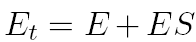 E_t = E + ES